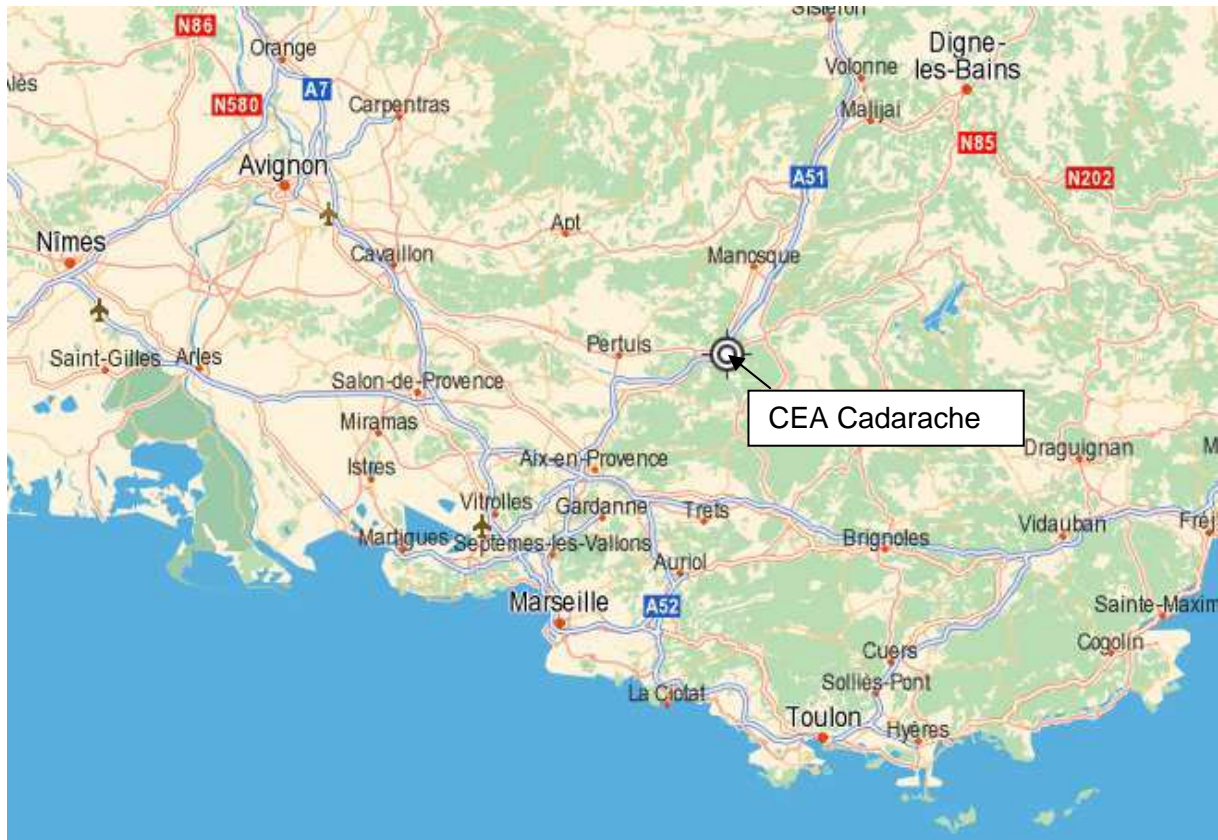 Sisteron
N86
Orange
Digne-
les-Bains
Volonne
Alès
A7
N580
Carpentras
Malijai
N85
Avignon
A51
N202
Apt
Nîmes
Cavaillon
Manosque
Saint-Gilles
Arles
Pertuis
Salon-de-Provence
CEA Cadarache
Miramas
Draguignan
M
Istres
Aix-en-Provence
Vitrolles
Gardanne
Trets
Vidauban
Fréj
Martigues
Septèmes-les-Vallons
Brignoles
Auriol
Marseille
A52
Sainte-Maxim
Cuers
Cogolin
La Ciotat
Solliès-Pont
Toulon
Hyères